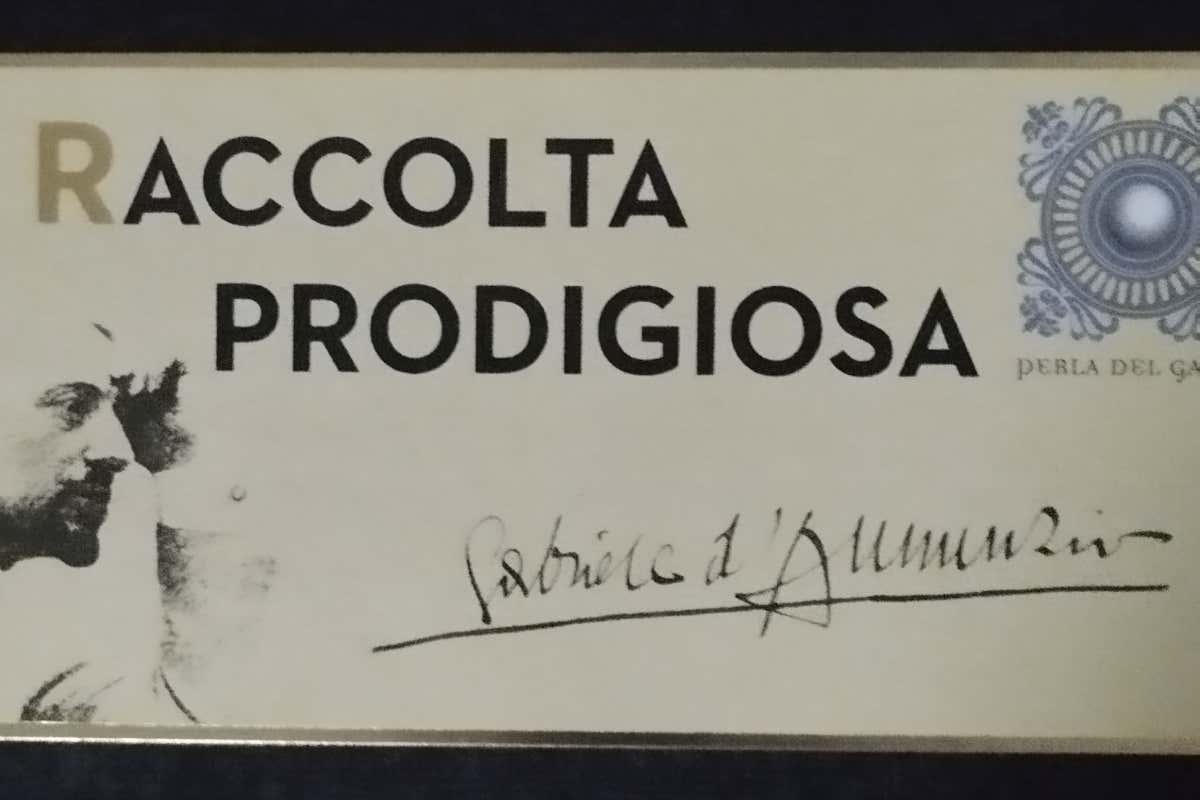 RACCOLTA
PRODIGIOSA
PERLA DEL GA
Gabriele d'Annunzio